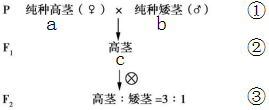 P 纯种高茎（♀） × 纯种矮茎（♂） ①
a b
F₁ 高茎 ②
c
⊗
F₂ 高茎：矮茎 =3：1 ③